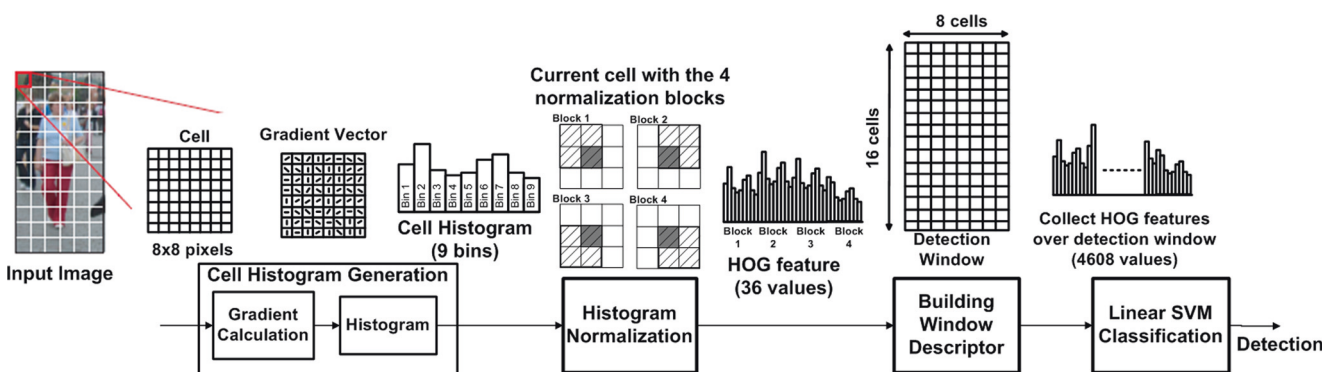 8 cells
Current cell with the 4
normalization blocks
Block 1
Block 2
Cell
Gradient Vector
16 cells
Bin 1
Bin 2
Bin 3
Bin 4
Bin 5
Bin 6
Bin 7
Bin 8
Bin 9
Block 3
Block 4
Cell Histogram
(9 bins)
8x8 pixels
Input Image
Block
1
Block
2
Block
3
Block
4
HOG feature
(36 values)
Detection
Window
Collect HOG features
over detection window
(4608 values)
Cell Histogram Generation
Gradient
Calculation
Histogram
Histogram
Normalization
Building
Window
Descriptor
Linear SVM
Classification
Detection